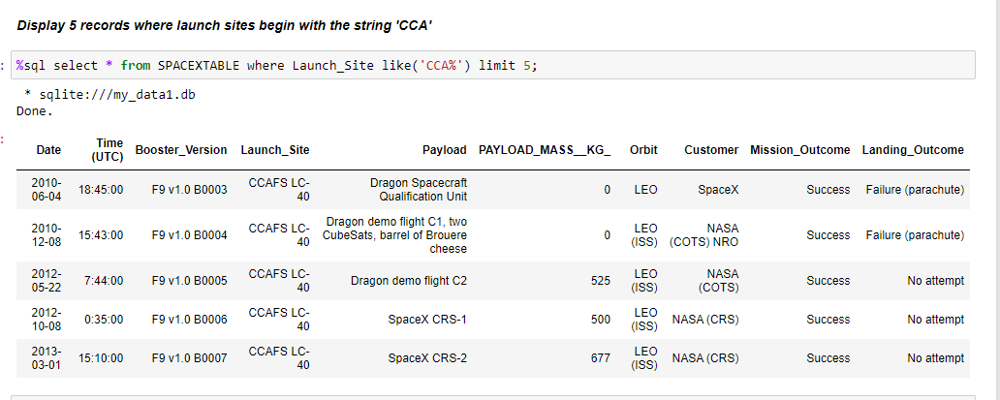 Display 5 records where launch sites begin with the string 'CCA'
: %sql select * from SPACEXTABLE where Launch_Site like('CCA%') limit 5;
* sqlite:///my_data1.db
Done.
:
Date Time (UTC) Booster_Version Launch_Site Payload PAYLOAD_MASS__KG_ Orbit Customer Mission_Outcome Landing_Outcome
2010-06-04 18:45:00 F9 v1.0 B0003 CCAFS LC-40 Dragon Spacecraft Qualification Unit 0 LEO SpaceX Success Failure (parachute)
2010-12-08 15:43:00 F9 v1.0 B0004 CCAFS LC-40 Dragon demo flight C1, two CubeSats, barrel of Brouere cheese 0 LEO (ISS) NASA (COTS) NRO Success Failure (parachute)
2012-05-22 7:44:00 F9 v1.0 B0005 CCAFS LC-40 Dragon demo flight C2 525 LEO (ISS) NASA (COTS) Success No attempt
2012-10-08 0:35:00 F9 v1.0 B0006 CCAFS LC-40 SpaceX CRS-1 500 LEO (ISS) NASA (CRS) Success No attempt
2013-03-01 15:10:00 F9 v1.0 B0007 CCAFS LC-40 SpaceX CRS-2 677 LEO (ISS) NASA (CRS) Success No attempt